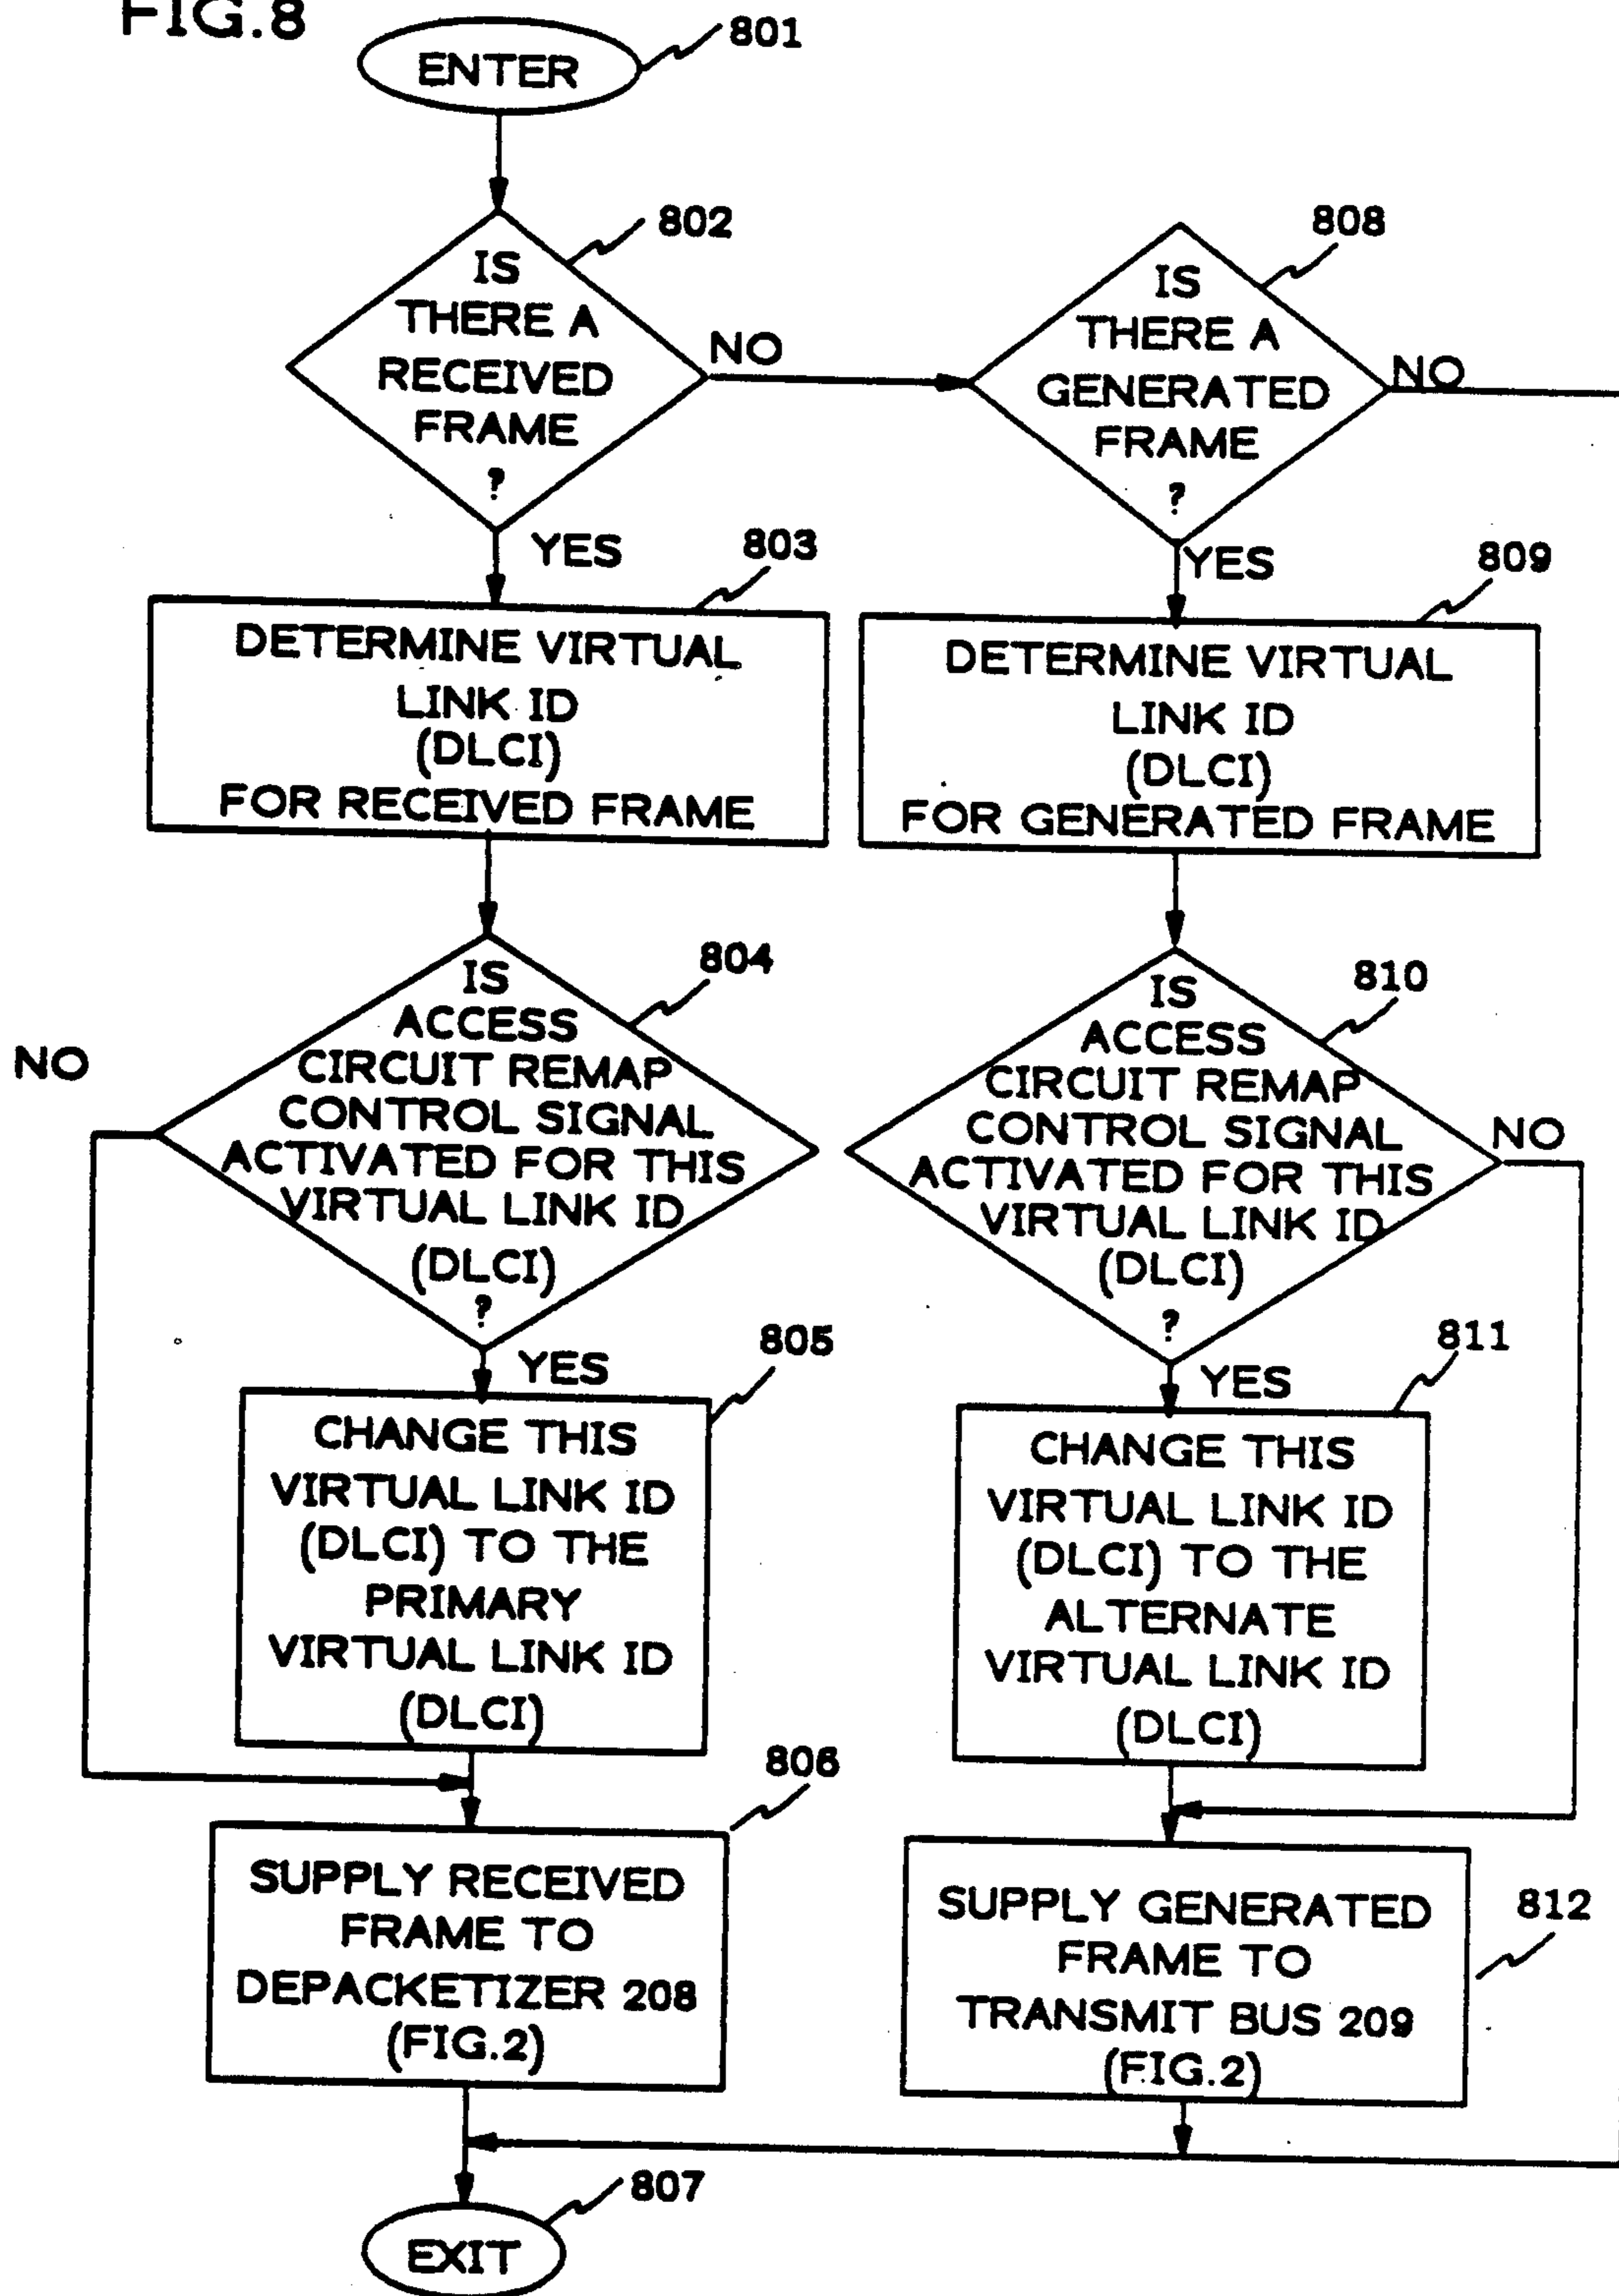 FIG.8
801
ENTER
802
IS
THERE A
RECEIVED
FRAME
?
NO
YES
808
IS
THERE A
GENERATED
FRAME
?
NO
YES
803
DETERMINE VIRTUAL
LINK ID
(DLCI)
FOR RECEIVED FRAME
809
DETERMINE VIRTUAL
LINK ID
(DLCI)
FOR GENERATED FRAME
804
IS
ACCESS
CIRCUIT REMAP
CONTROL SIGNAL
ACTIVATED FOR THIS
VIRTUAL LINK ID
(DLCI)
?
NO
YES
810
IS
ACCESS
CIRCUIT REMAP
CONTROL SIGNAL
ACTIVATED FOR THIS
VIRTUAL LINK ID
(DLCI)
?
NO
YES
805
CHANGE THIS
VIRTUAL LINK ID
(DLCI) TO THE
PRIMARY
VIRTUAL LINK ID
(DLCI)
811
CHANGE THIS
VIRTUAL LINK ID
(DLCI) TO THE
ALTERNATE
VIRTUAL LINK ID
(DLCI)
806
SUPPLY RECEIVED
FRAME TO
DEPACKETIZER 208
(FIG.2)
812
SUPPLY GENERATED
FRAME TO
TRANSMIT BUS 209
(FIG.2)
807
EXIT